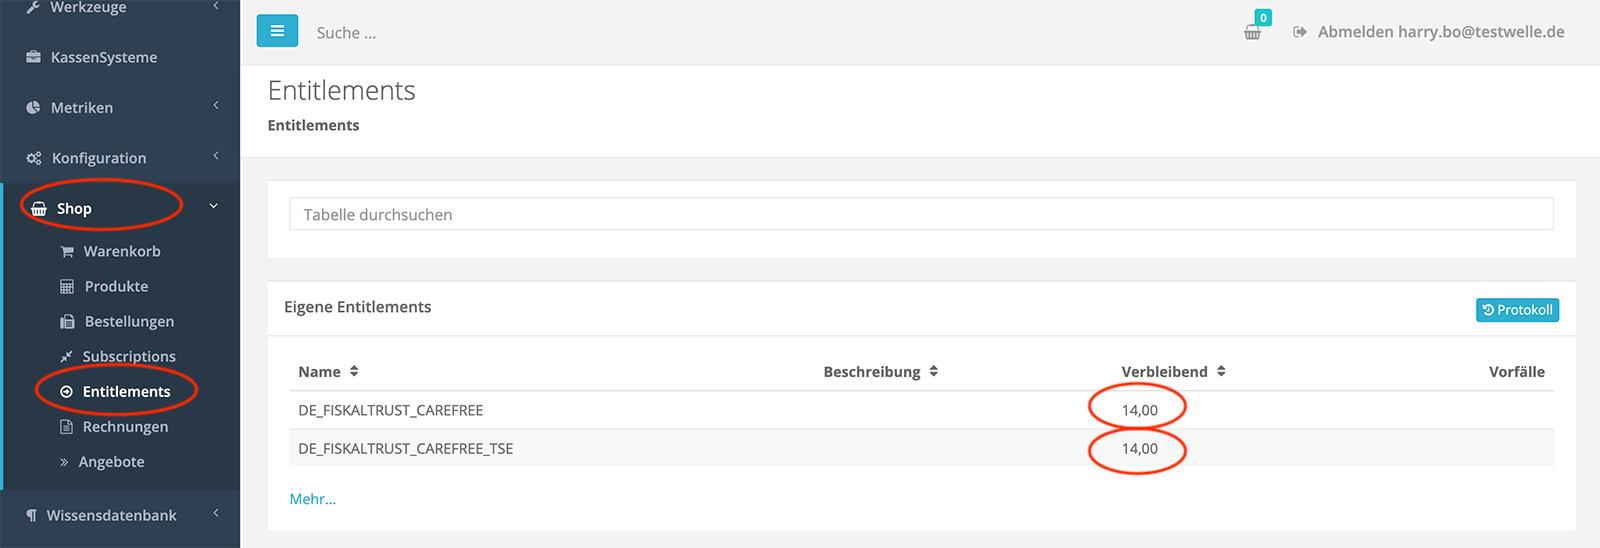 Werkzeuge
KassenSysteme
Metriken
Konfiguration
Shop
Warenkorb
Produkte
Bestellungen
Subscriptions
Entitlements
Rechnungen
Angebote
Wissensdatenbank
Suche ...
0
Abmelden harry.bo@testwelle.de
Entitlements
Entitlements
Tabelle durchsuchen
Eigene Entitlements
Protokoll
Name Beschreibung Verbleibend Vorfälle
DE_FISKALTRUST_CAREFREE 14,00
DE_FISKALTRUST_CAREFREE_TSE 14,00
Mehr...